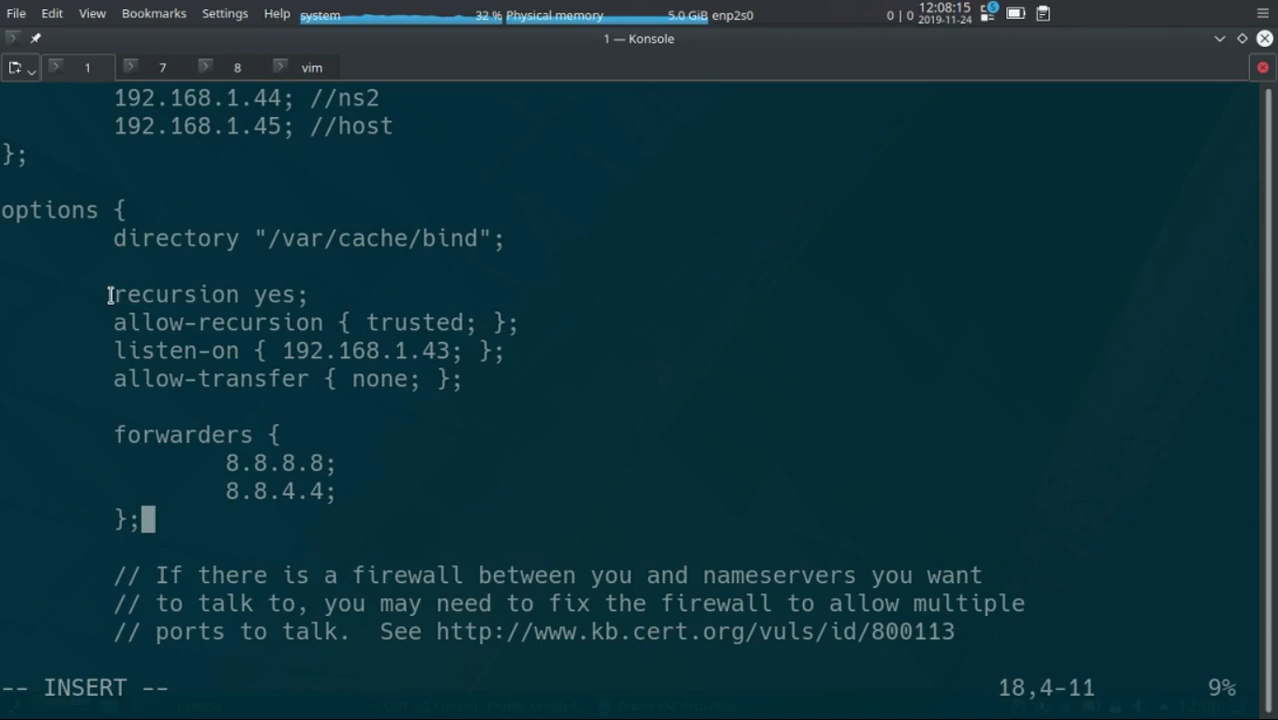 File Edit View Bookmarks Settings Help system 32 % Physical memory 5.0 GiB enp2s0 0 | 0 12:08:15
2019-11-24
1 — Konsole
1 7 8 vim
192.168.1.44; //ns2
192.168.1.45; //host
};
options {
directory "/var/cache/bind";
recursion yes;
allow-recursion { trusted; };
listen-on { 192.168.1.43; };
allow-transfer { none; };
forwarders {
8.8.8.8;
8.8.4.4;
};
// If there is a firewall between you and nameservers you want
// to talk to, you may need to fix the firewall to allow multiple
// ports to talk.  See http://www.kb.cert.org/vuls/id/800113
-- INSERT -- 18,4-11 9%